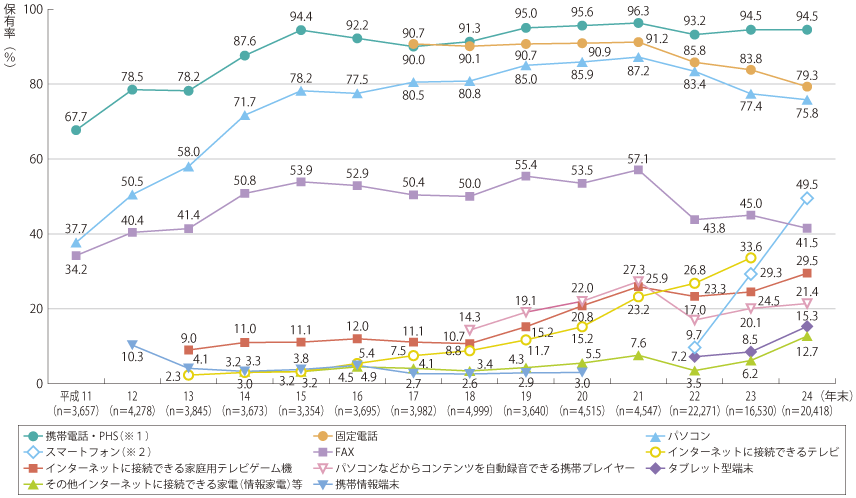 保有率(%)
100
80
60
40
20
0
67.7 78.5 78.2 87.6 94.4 92.2 90.0 91.3 95.0 95.6 96.3 93.2 94.5 94.5
90.7 90.1 90.7 90.9 91.2 85.8 83.8 79.3
37.7 50.5 58.0 71.7 78.2 77.5 80.5 80.8 85.0 85.9 87.2 83.4 77.4 75.8
34.2 40.4 41.4 50.8 53.9 52.9 50.4 50.0 55.4 53.5 57.1 43.8 45.0 41.5
9.7 29.3 49.5
2.3 3.2 3.2 5.4 7.5 8.8 11.7 15.2 23.2 26.8 33.6
9.0 11.0 11.1 12.0 11.1 10.7 15.2 20.8 25.9 23.3 24.5 29.5
14.3 19.1 22.0 27.3 17.0 20.1 21.4
7.2 8.5 15.3
3.0 3.2 4.5 4.1 3.4 4.3 5.5 7.6 3.5 6.2 12.7
10.3 4.1 3.3 3.8 4.9 2.7 2.6 2.9 3.0
平成11 12 13 14 15 16 17 18 19 20 21 22 23 24 (年末)
(n=3,657) (n=4,278) (n=3,845) (n=3,673) (n=3,354) (n=3,695) (n=3,982) (n=4,999) (n=3,640) (n=4,515) (n=4,547) (n=22,271) (n=16,530) (n=20,418)
携帯電話・PHS(※1) 固定電話 パソコン
スマートフォン(※2) FAX インターネットに接続できるテレビ
インターネットに接続できる家庭用テレビゲーム機 パソコンなどからコンテンツを自動録音できる携帯プレイヤー タブレット型端末
その他インターネットに接続できる家電(情報家電)等 携帯情報端末